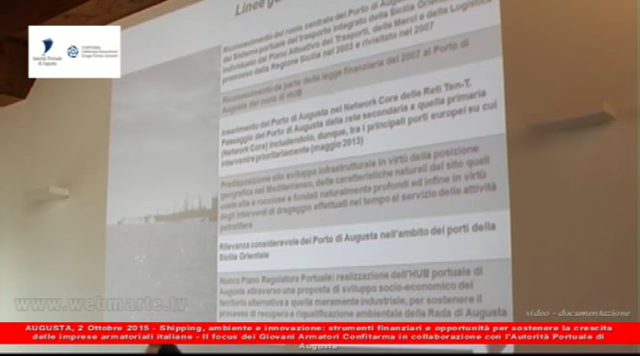 Linee
Riconoscimento del ruolo centrale del Porto di Augusta
del Sistema portuale nel trasporto integrato della Sicilia Orientale
individuato dal Piano Attuativo dei Trasporti, delle Merci e della Logistica
promosso dalla Regione Sicilia nel 2003 e rivisitato nel 2007
Riconoscimento da parte della legge finanziaria del 2007 al Porto di
Augusta del ruolo di HUB
Inserimento del Porto di Augusta nel Network Core delle Reti Ten-T.
Passaggio del Porto di Augusta dalla rete secondaria a quella primaria
(Network Core) includendolo, dunque, tra i principali porti europei su cui
intervenire prioritariamente (maggio 2013)
Predisposizione allo sviluppo infrastrutturale in virtù della posizione
geografica nel Mediterraneo, delle caratteristiche naturali del sito quali
coste alte e rocciose e fondali naturalmente profondi ed infine in virtù
degli interventi di dragaggio effettuati nel tempo al servizio delle attività
petrolifere
Rilevanza considerevole del Porto di Augusta nell'ambito dei porti della
Sicilia Orientale
Nuovo Piano Regolatore Portuale: realizzazione dell'HUB portuale di
Augusta attraverso una proposta di sviluppo socio-economico del
territorio alternativa a quella meramente industriale, per sostenere il
processo di recupero e riqualificazione ambientale della Rada di Augusta
www.webmarte.tv
video - documentazione
AUGUSTA, 2 Ottobre 2015 - Shipping, ambiente e innovazione: strumenti finanziari e opportunità per sostenere la crescita
delle imprese armatoriali italiane - Il focus dei Giovani Armatori Confitarma in collaborazione con l'Autorità Portuale di
Augusta